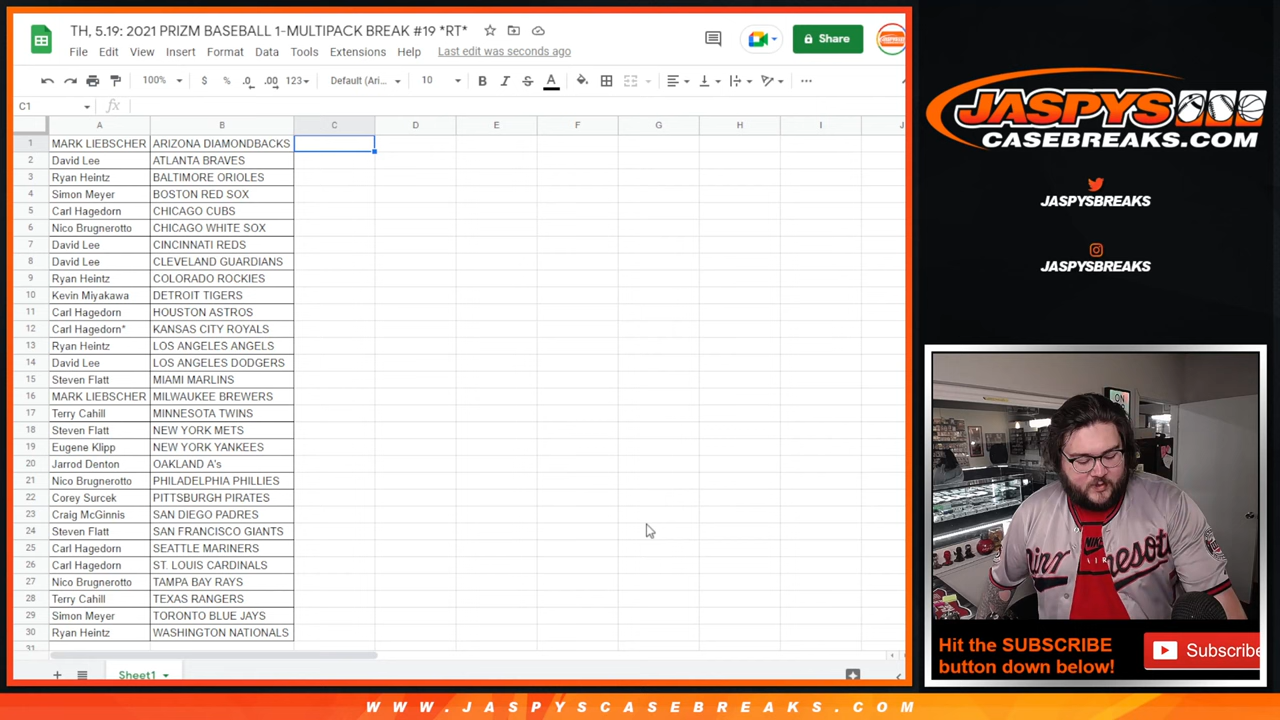 TH, 5.19: 2021 PRIZM BASEBALL 1-MULTIPACK BREAK #19 *RT*
File Edit View Insert Format Data Tools Extensions Help Last edit was seconds ago
Share
100% $ % .0 .00 123 Default (Ari... 10 B I S A
C1 fx
A B C D E F G H I J
1 MARK LIEBSCHER ARIZONA DIAMONDBACKS
2 David Lee ATLANTA BRAVES
3 Ryan Heintz BALTIMORE ORIOLES
4 Simon Meyer BOSTON RED SOX
5 Carl Hagedorn CHICAGO CUBS
6 Nico Brugnerotto CHICAGO WHITE SOX
7 David Lee CINCINNATI REDS
8 David Lee CLEVELAND GUARDIANS
9 Ryan Heintz COLORADO ROCKIES
10 Kevin Miyakawa DETROIT TIGERS
11 Carl Hagedorn HOUSTON ASTROS
12 Carl Hagedorn* KANSAS CITY ROYALS
13 Ryan Heintz LOS ANGELES ANGELS
14 David Lee LOS ANGELES DODGERS
15 Steven Flatt MIAMI MARLINS
16 MARK LIEBSCHER MILWAUKEE BREWERS
17 Terry Cahill MINNESOTA TWINS
18 Steven Flatt NEW YORK METS
19 Eugene Klipp NEW YORK YANKEES
20 Jarrod Denton OAKLAND A's
21 Nico Brugnerotto PHILADELPHIA PHILLIES
22 Corey Surcek PITTSBURGH PIRATES
23 Craig McGinnis SAN DIEGO PADRES
24 Steven Flatt SAN FRANCISCO GIANTS
25 Carl Hagedorn SEATTLE MARINERS
26 Carl Hagedorn ST. LOUIS CARDINALS
27 Nico Brugnerotto TAMPA BAY RAYS
28 Terry Cahill TEXAS RANGERS
29 Simon Meyer TORONTO BLUE JAYS
30 Ryan Heintz WASHINGTON NATIONALS
31
Sheet1
JASPYS
CASEBREAKS.COM
JASPYSBREAKS
JASPYSBREAKS
ON
NIKE
Hit the SUBSCRIBE
button down below!
Subscribe
WWW.JASPYSCASEBREAKS.COM